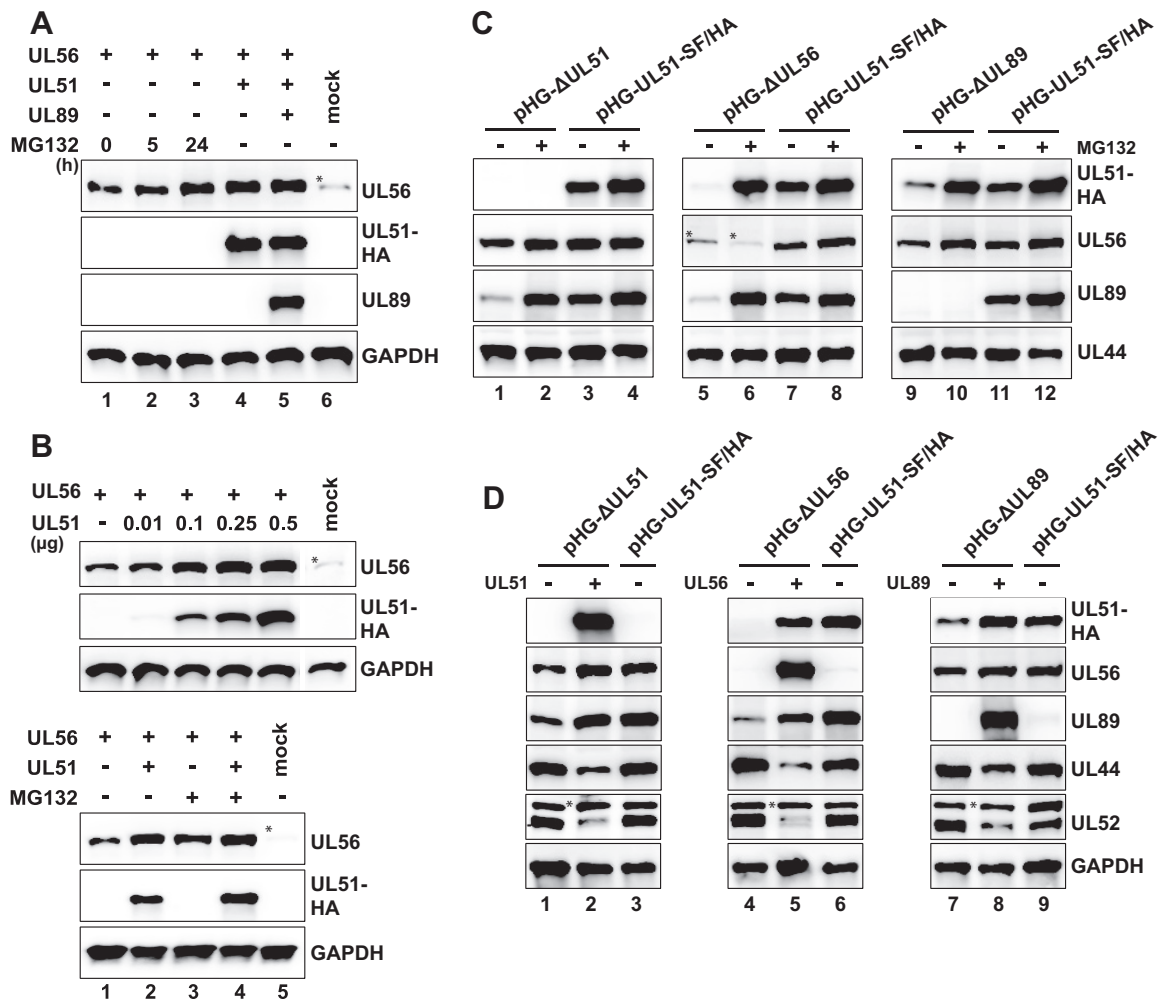 A
UL56 + + + + +
UL51 - - - + +
UL89 - - - - + mock
MG132 (h) 0 5 24 - - -
* UL56
UL51-HA
UL89
GAPDH
1 2 3 4 5 6
B
UL56 + + + + + mock
UL51 (µg) - 0.01 0.1 0.25 0.5
* UL56
UL51-HA
GAPDH
UL56 + + + + mock
UL51 - + - +
MG132 - - + + -
* UL56
UL51-HA
GAPDH
1 2 3 4 5
C
pHG-ΔUL51 pHG-UL51-SF/HA pHG-ΔUL56 pHG-UL51-SF/HA pHG-ΔUL89 pHG-UL51-SF/HA
- + - + - + - + - + - + MG132
UL51-HA
* * UL56
UL89
UL44
1 2 3 4 5 6 7 8 9 10 11 12
D
pHG-ΔUL51 pHG-UL51-SF/HA pHG-ΔUL56 pHG-UL51-SF/HA pHG-ΔUL89 pHG-UL51-SF/HA
UL51 - + - UL56 - + - UL89 - + -
UL51-HA
UL56
UL89
UL44
* * * UL52
GAPDH
1 2 3 4 5 6 7 8 9